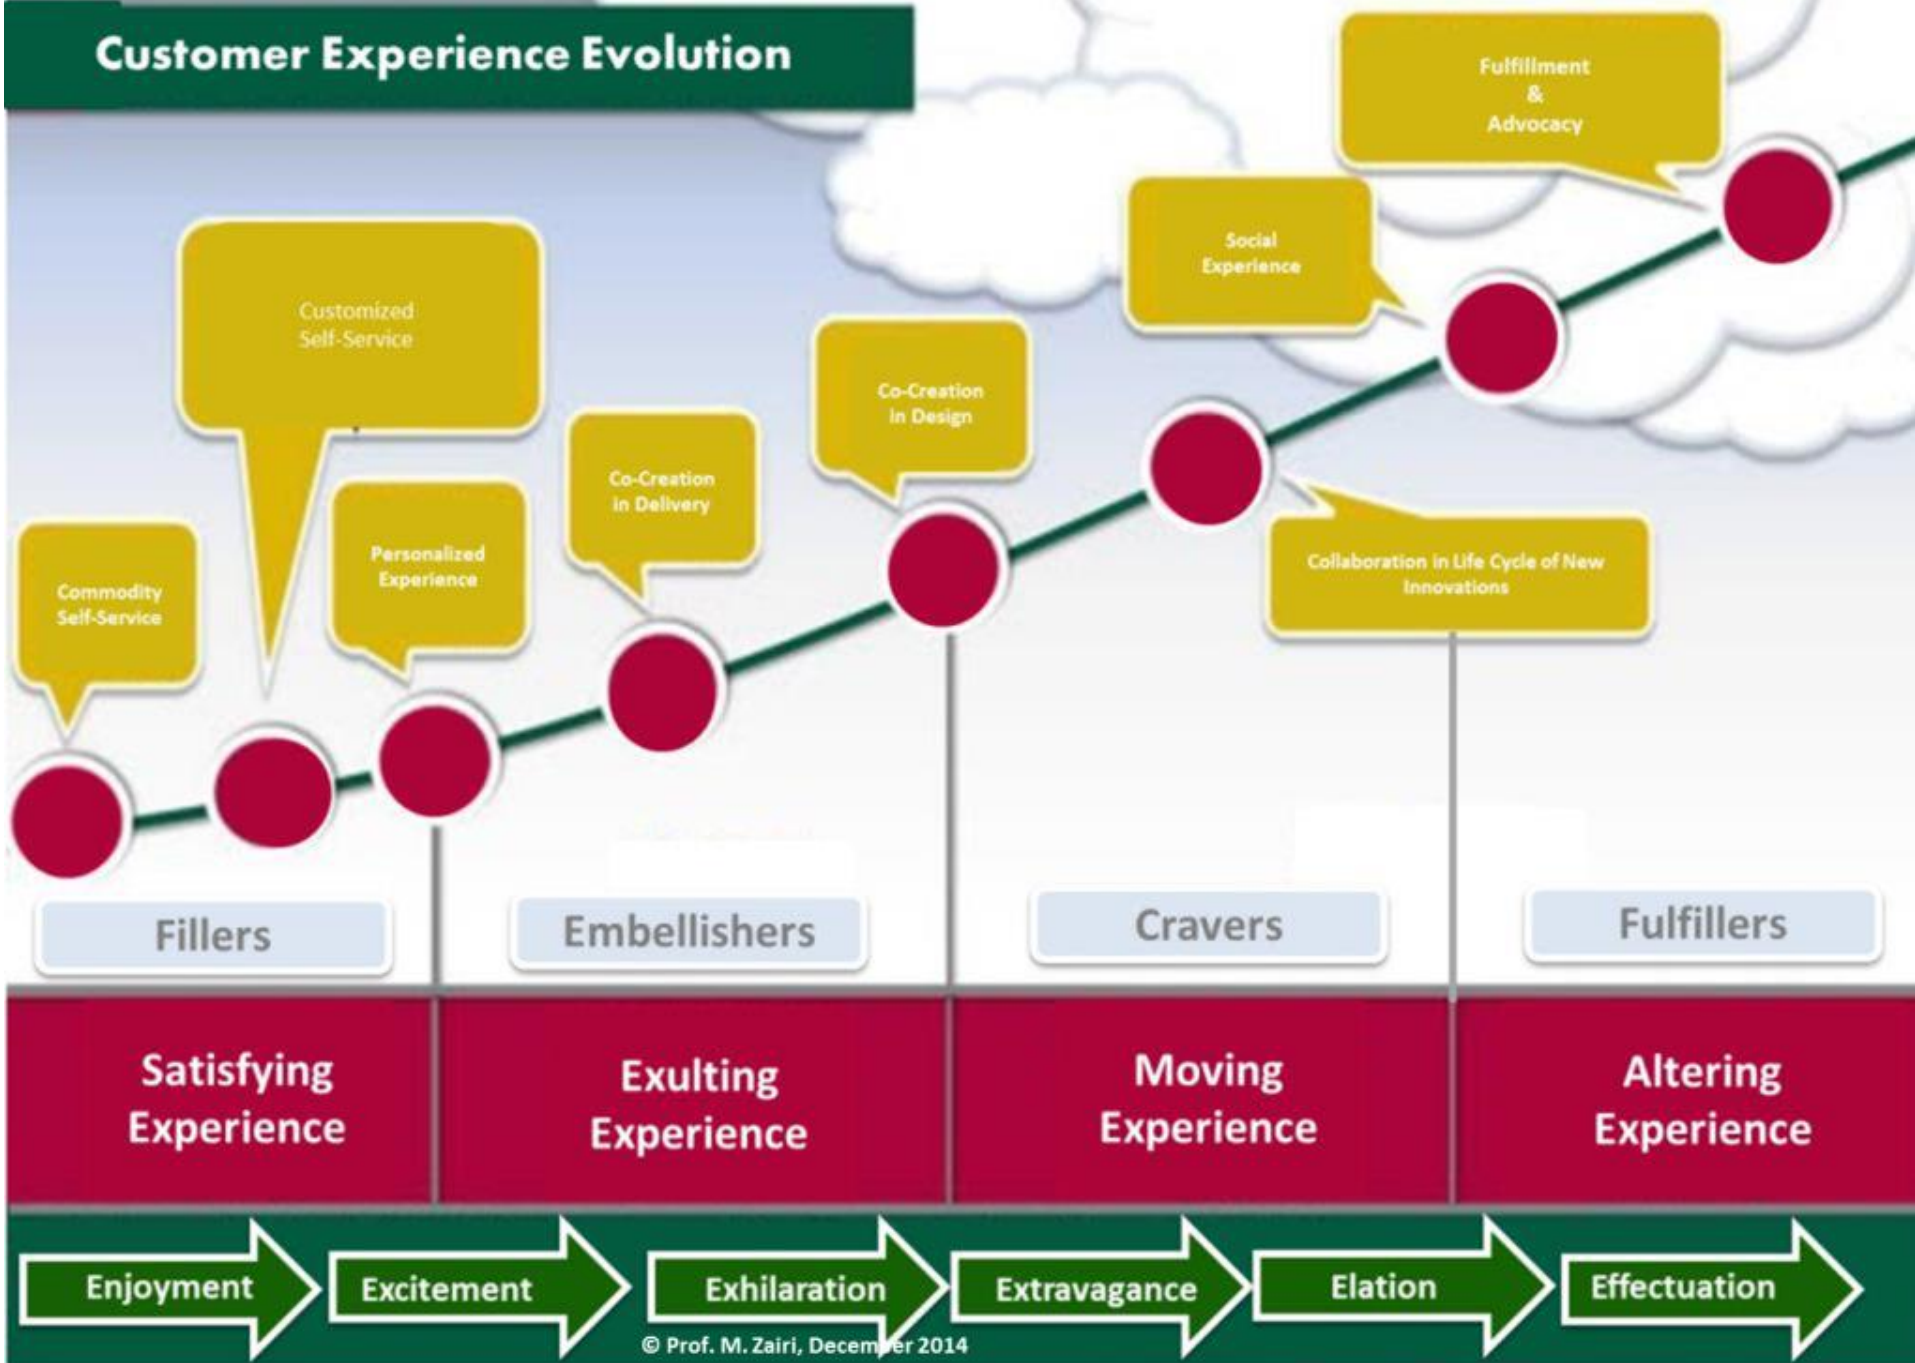 Customer Experience Evolution
Fulfillment
&
Advocacy
Social
Experience
Customized
Self-Service
Co-Creation
in Design
Co-Creation
in Delivery
Personalized
Experience
Commodity
Self-Service
Collaboration in Life Cycle of New
Innovations
Fillers
Embellishers
Cravers
Fulfillers
Satisfying
Experience
Exulting
Experience
Moving
Experience
Altering
Experience
Enjoyment
Excitement
Exhilaration
Extravagance
Elation
Effectuation
© Prof. M. Zairi, December 2014